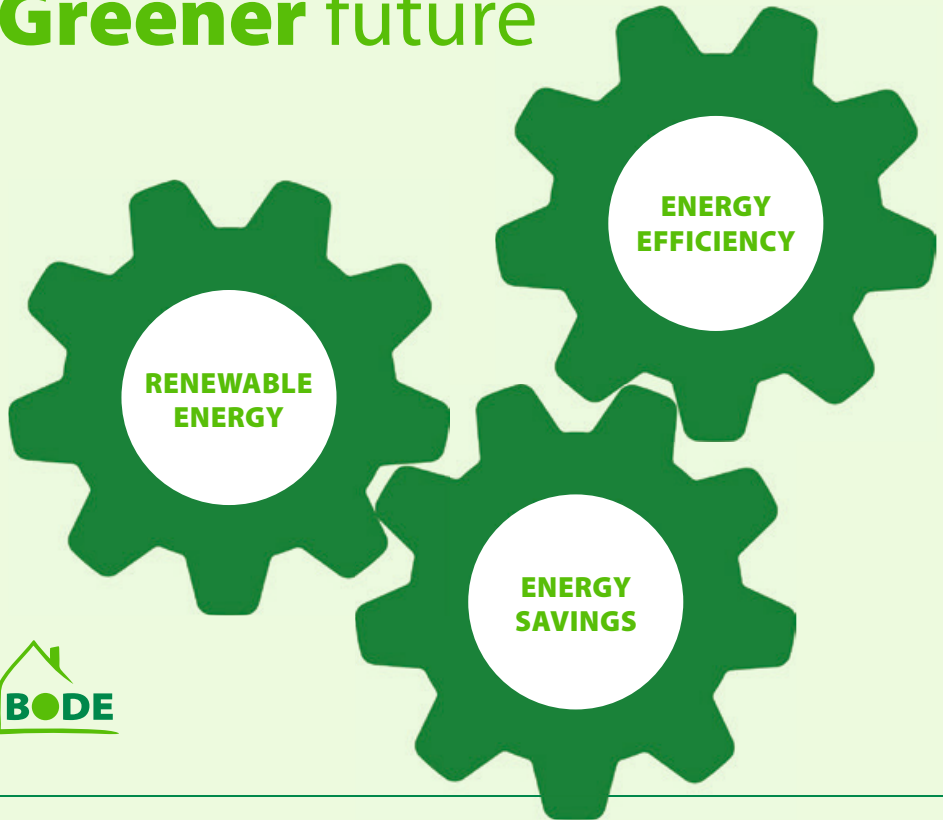 Greener future
ENERGY
EFFICIENCY
RENEWABLE
ENERGY
ENERGY
SAVINGS
BODE